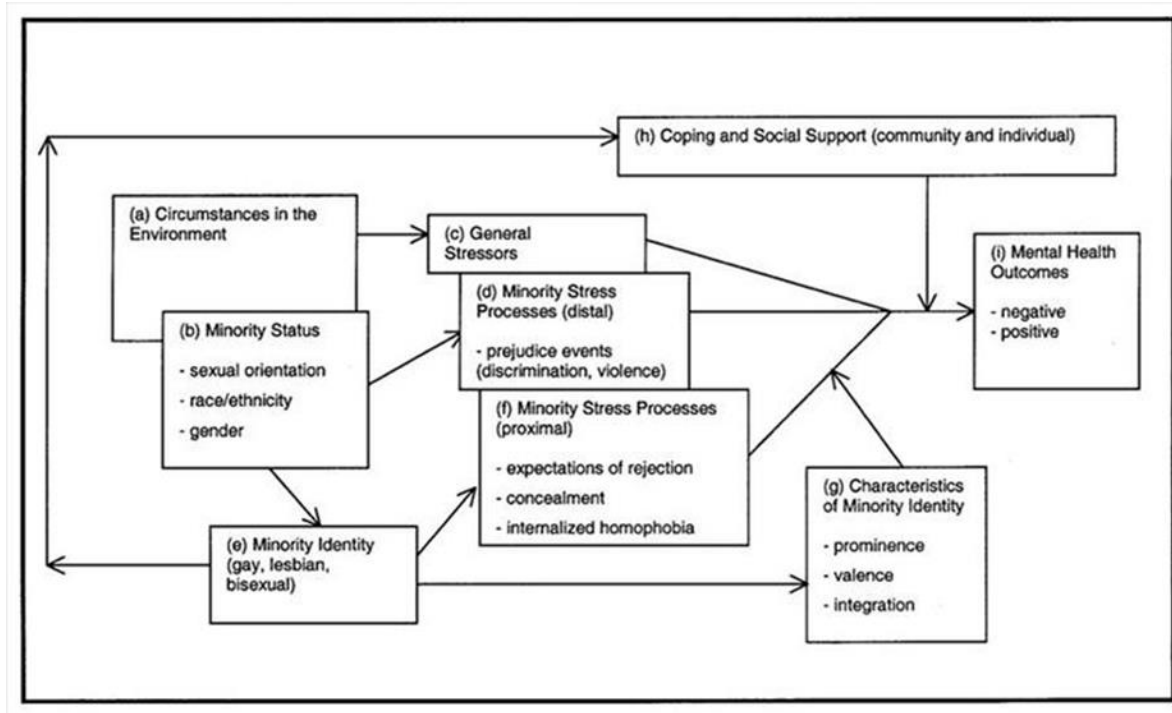 (h) Coping and Social Support (community and individual)
(a) Circumstances in the
Environment
(c) General
Stressors
(i) Mental Health
Outcomes
- negative
- positive
(d) Minority Stress
Processes (distal)
- prejudice events
(discrimination, violence)
(b) Minority Status
- sexual orientation
- race/ethnicity
- gender
(f) Minority Stress Processes
(proximal)
- expectations of rejection
- concealment
- internalized homophobia
(g) Characteristics
of Minority Identity
- prominence
- valence
- integration
(e) Minority Identity
(gay, lesbian,
bisexual)